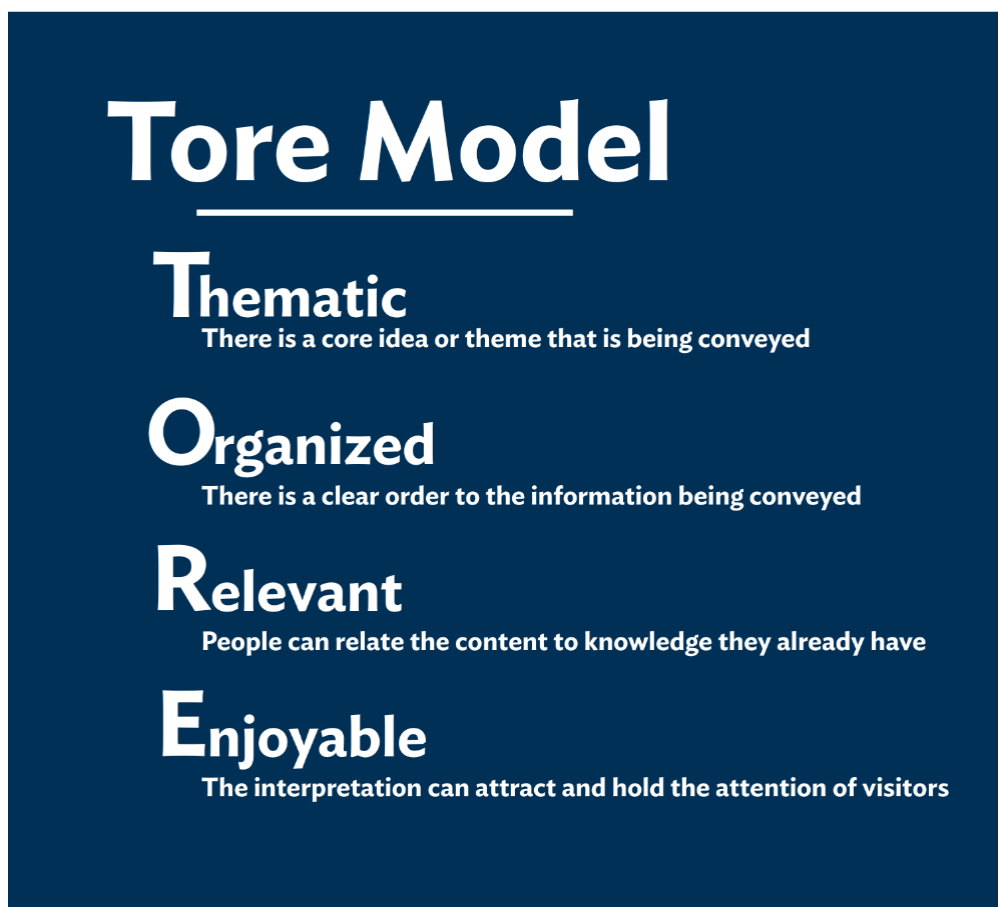 Tore Model
Thematic
There is a core idea or theme that is being conveyed
Organized
There is a clear order to the information being conveyed
Relevant
People can relate the content to knowledge they already have
Enjoyable
The interpretation can attract and hold the attention of visitors